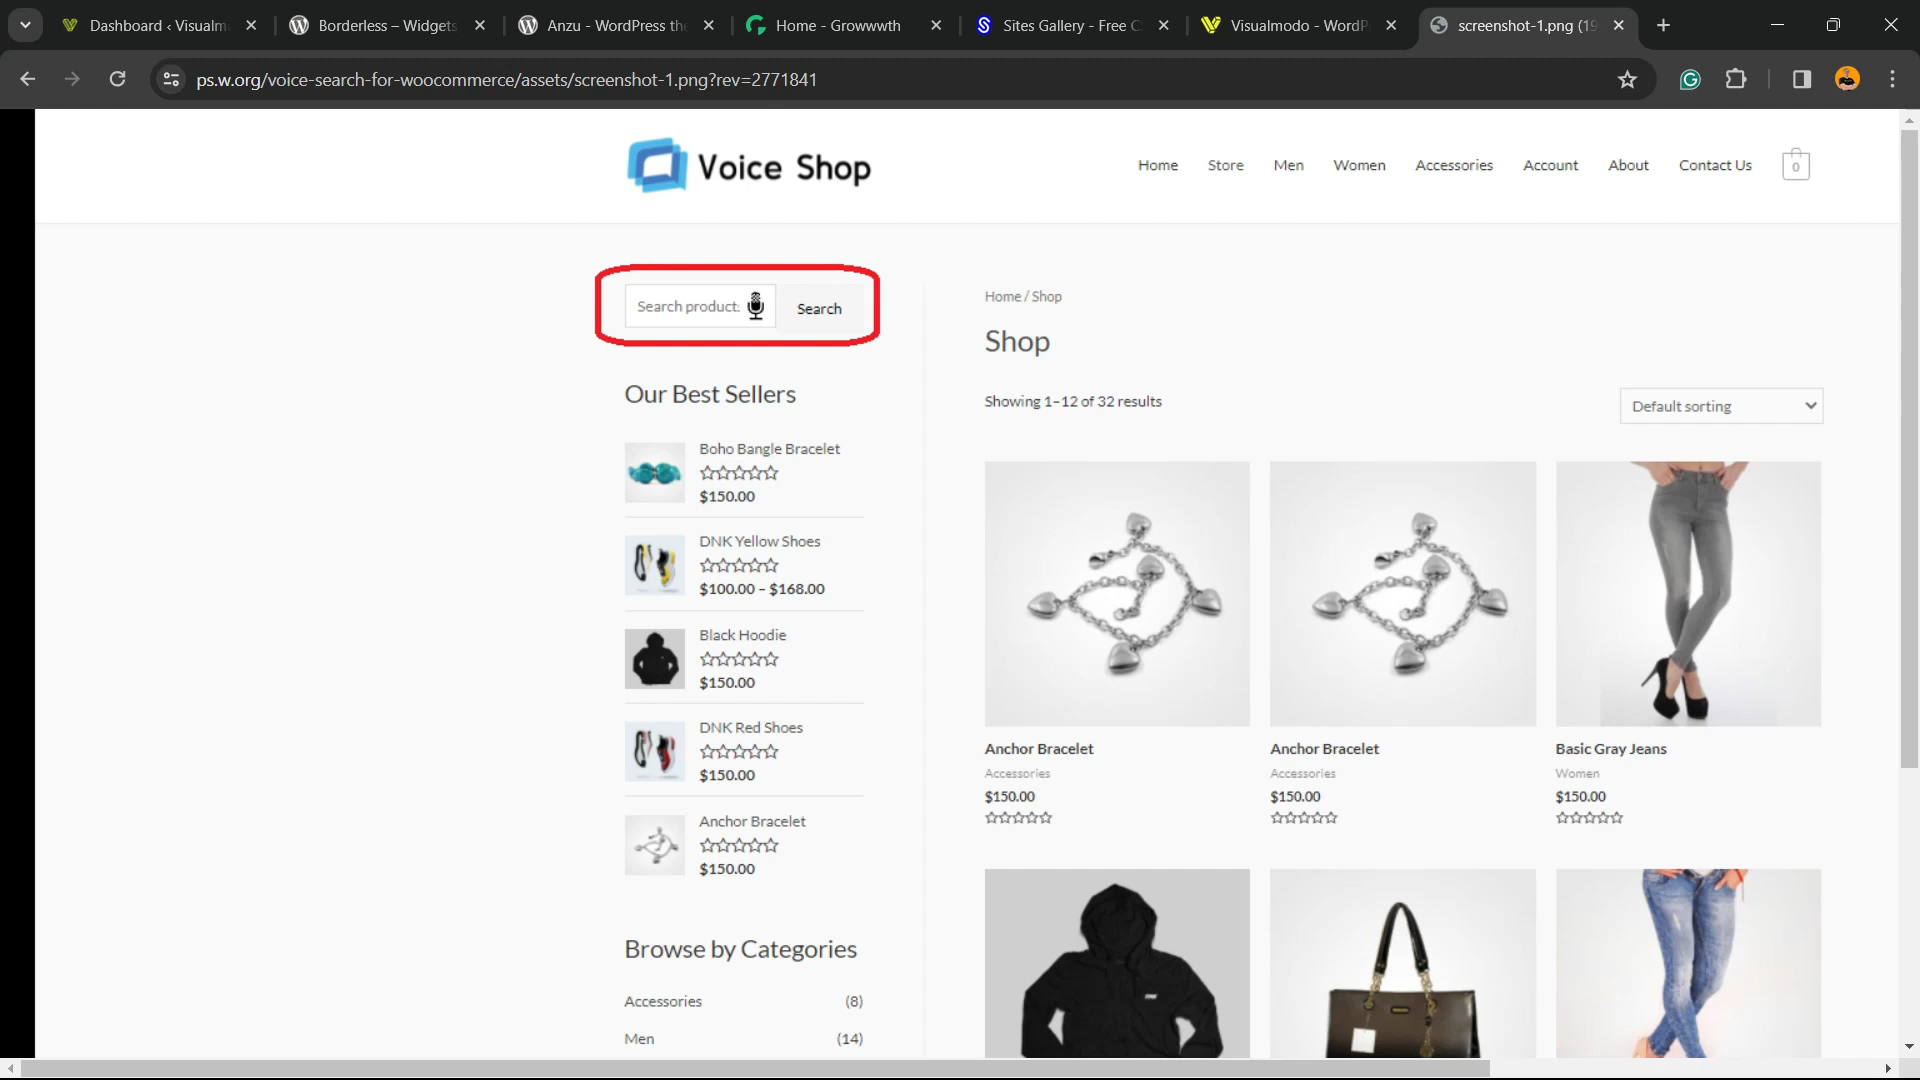 Dashboard ‹ Visualm
Borderless – Widgets
Anzu - WordPress the
Home - Growwwth
Sites Gallery - Free C
Visualmodo - WordP
screenshot-1.png (19
ps.w.org/voice-search-for-woocommerce/assets/screenshot-1.png?rev=2771841
Voice Shop
Home Store Men Women Accessories Account About Contact Us 0
Search product: Search
Our Best Sellers
Boho Bangle Bracelet
$150.00
DNK Yellow Shoes
$100.00 – $168.00
Black Hoodie
$150.00
DNK Red Shoes
$150.00
Anchor Bracelet
$150.00
Browse by Categories
Accessories (8)
Men (14)
Home / Shop
Shop
Showing 1–12 of 32 results
Default sorting
Anchor Bracelet
Accessories
$150.00
Anchor Bracelet
Accessories
$150.00
Basic Gray Jeans
Women
$150.00